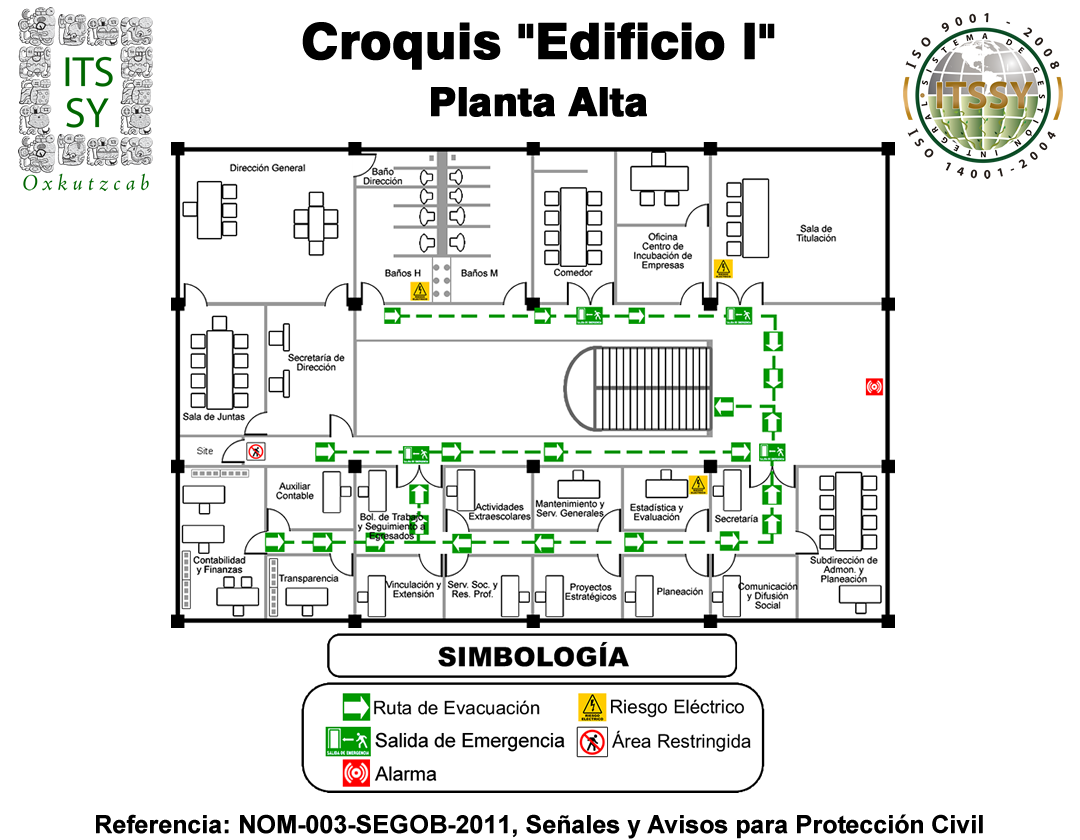 Croquis "Edificio I"
Planta Alta
ITS
SY
Oxkutzcab
ISO 9001 - 2008
SISTEMA DE GESTIÓN INTEGRAL
ITSSY
ISO 14001-2004
Dirección General
Baño
Dirección
Baños H
Baños M
Comedor
Oficina
Centro de
Incubación de
Empresas
Sala de
Titulación
Sala de Juntas
Secretaría de
Dirección
Site
Auxiliar
Contable
Bol. de Trabajo
y Seguimiento a
Egresados
Actividades
Extraescolares
Mantenimiento y
Serv. Generales
Estadística y
Evaluación
Secretaría
Contabilidad
y Finanzas
Transparencia
Vinculación y
Extensión
Serv. Soc. y
Res. Prof.
Proyectos
Estratégicos
Planeación
Comunicación
y Difusión
Social
Subdirección de
Admon. y
Planeación
SIMBOLOGÍA
Ruta de Evacuación
Riesgo Eléctrico
RIESGO
ELÉCTRICO
Salida de Emergencia
SALIDA DE EMERGENCIA
Área Restringida
Alarma
Referencia: NOM-003-SEGOB-2011, Señales y Avisos para Protección Civil